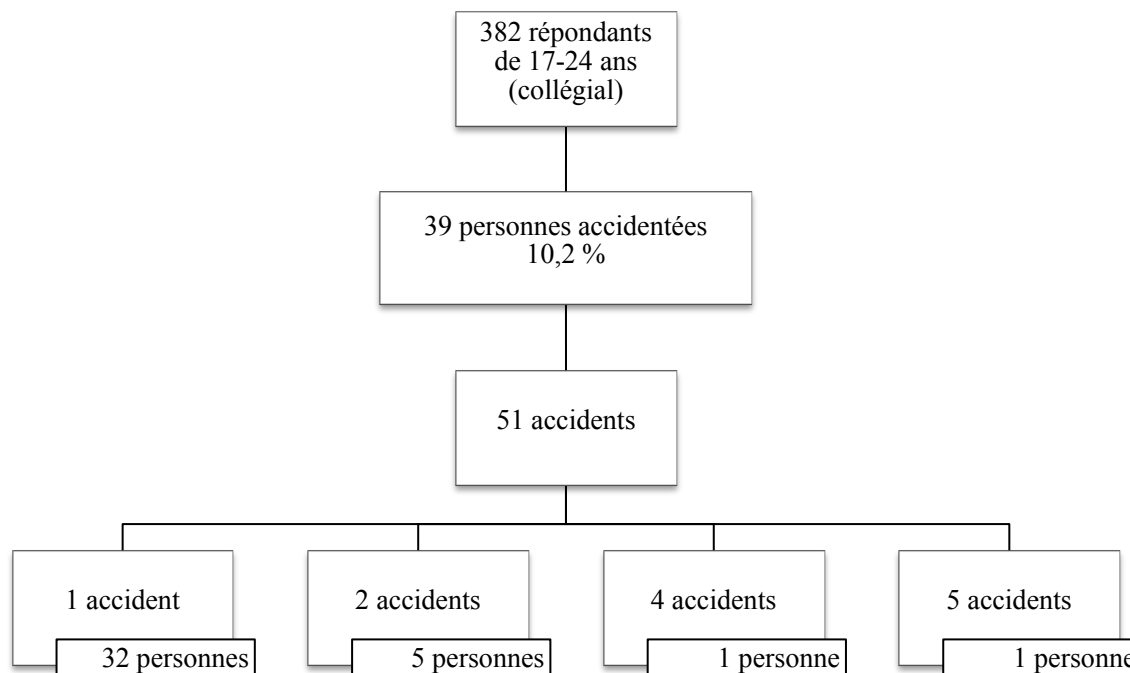 382 répondants
de 17-24 ans
(collégial)
39 personnes accidentées
10,2 %
51 accidents
1 accident
32 personnes
2 accidents
5 personnes
4 accidents
1 personne
5 accidents
1 personne